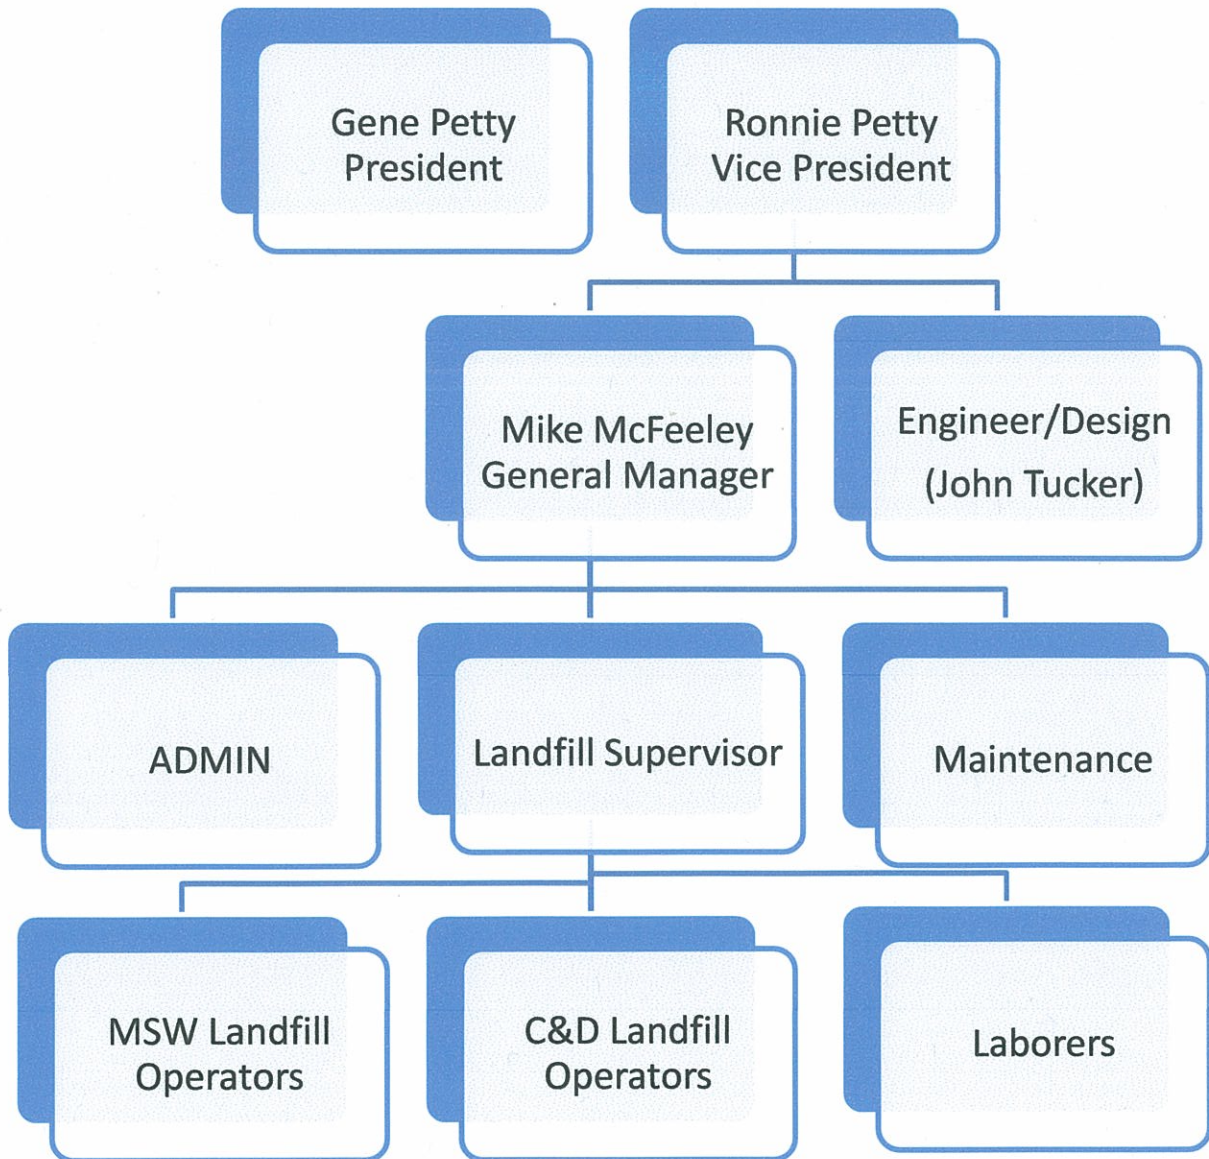 Gene Petty
President
Ronnie Petty
Vice President
Mike McFeeley
General Manager
Engineer/Design
(John Tucker)
ADMIN
Landfill Supervisor
Maintenance
MSW Landfill
Operators
C&D Landfill
Operators
Laborers